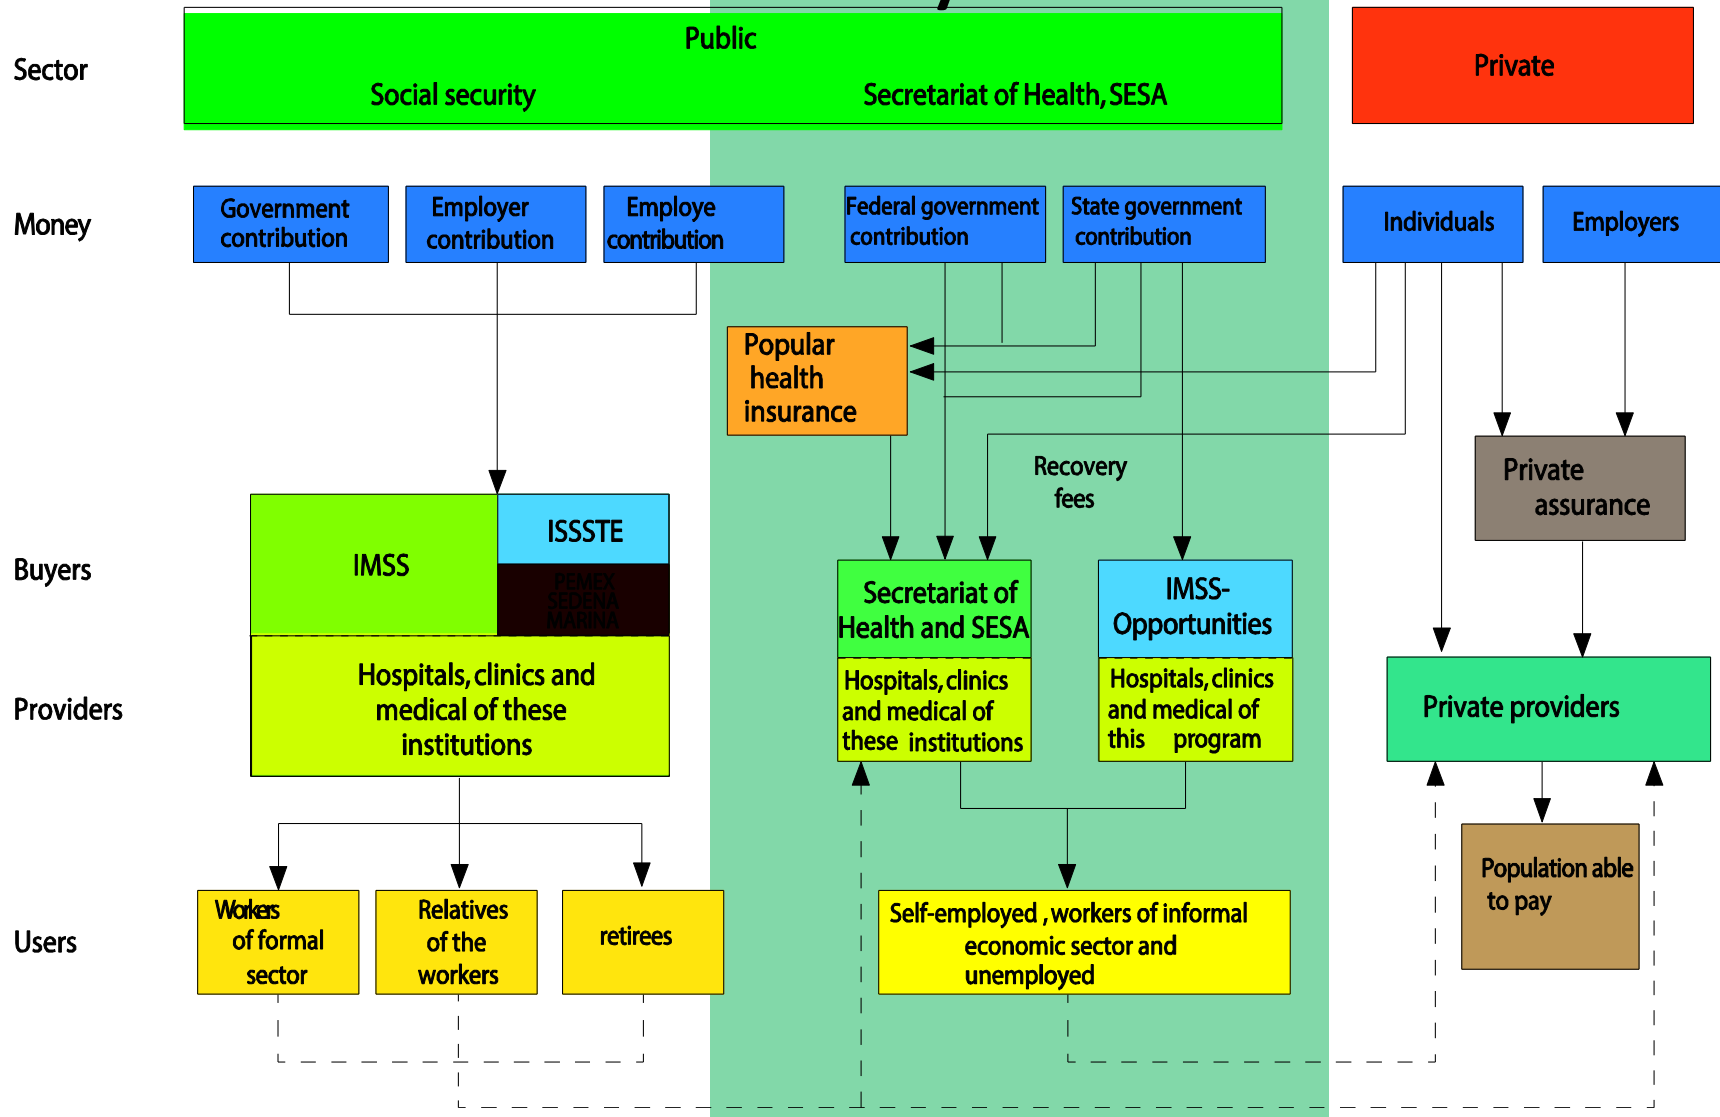 Sector
Public
Social security
Secretariat of Health, SESA
Private
Money
Government
contribution
Employer
contribution
Employe
contribution
Federal government
contribution
State government
contribution
Individuals
Employers
Popular
health
insurance
Recovery
fees
Private
assurance
Buyers
IMSS
ISSSTE
PEMEX
SEDENA
MARINA
Secretariat of
Health and SESA
IMSS-
Opportunities
Providers
Hospitals, clinics and
medical of these
institutions
Hospitals, clinics
and medical of
these institutions
Hospitals, clinics
and medical of
this program
Private providers
Users
Workers
of formal
sector
Relatives
of the
workers
retirees
Self-employed , workers of informal
economic sector and
unemployed
Population able
to pay